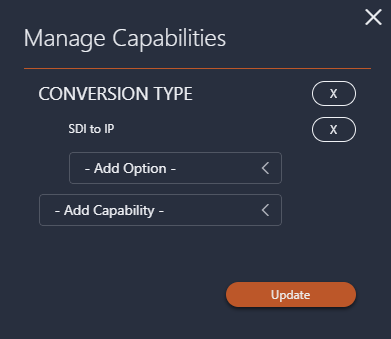 Manage Capabilities
CONVERSION TYPE X
SDI to IP X
- Add Option -
- Add Capability -
Update